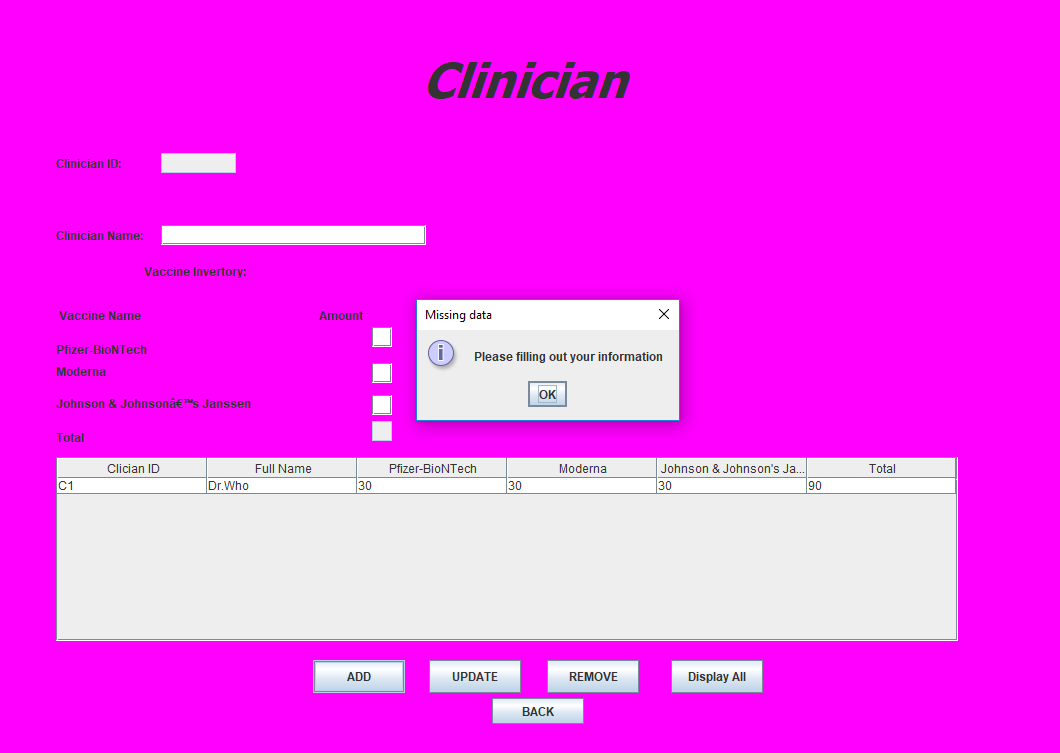 Clinician
Clinician ID:
Clinician Name:
Vaccine Invertory:
Vaccine Name Amount
Pfizer-BioNTech
Moderna
Johnson & Johnsonâ€™s Janssen
Total
Missing data
Please filling out your information
OK
Clician ID Full Name Pfizer-BioNTech Moderna Johnson & Johnson's Ja... Total
C1 Dr.Who 30 30 30 90
ADD UPDATE REMOVE Display All
BACK